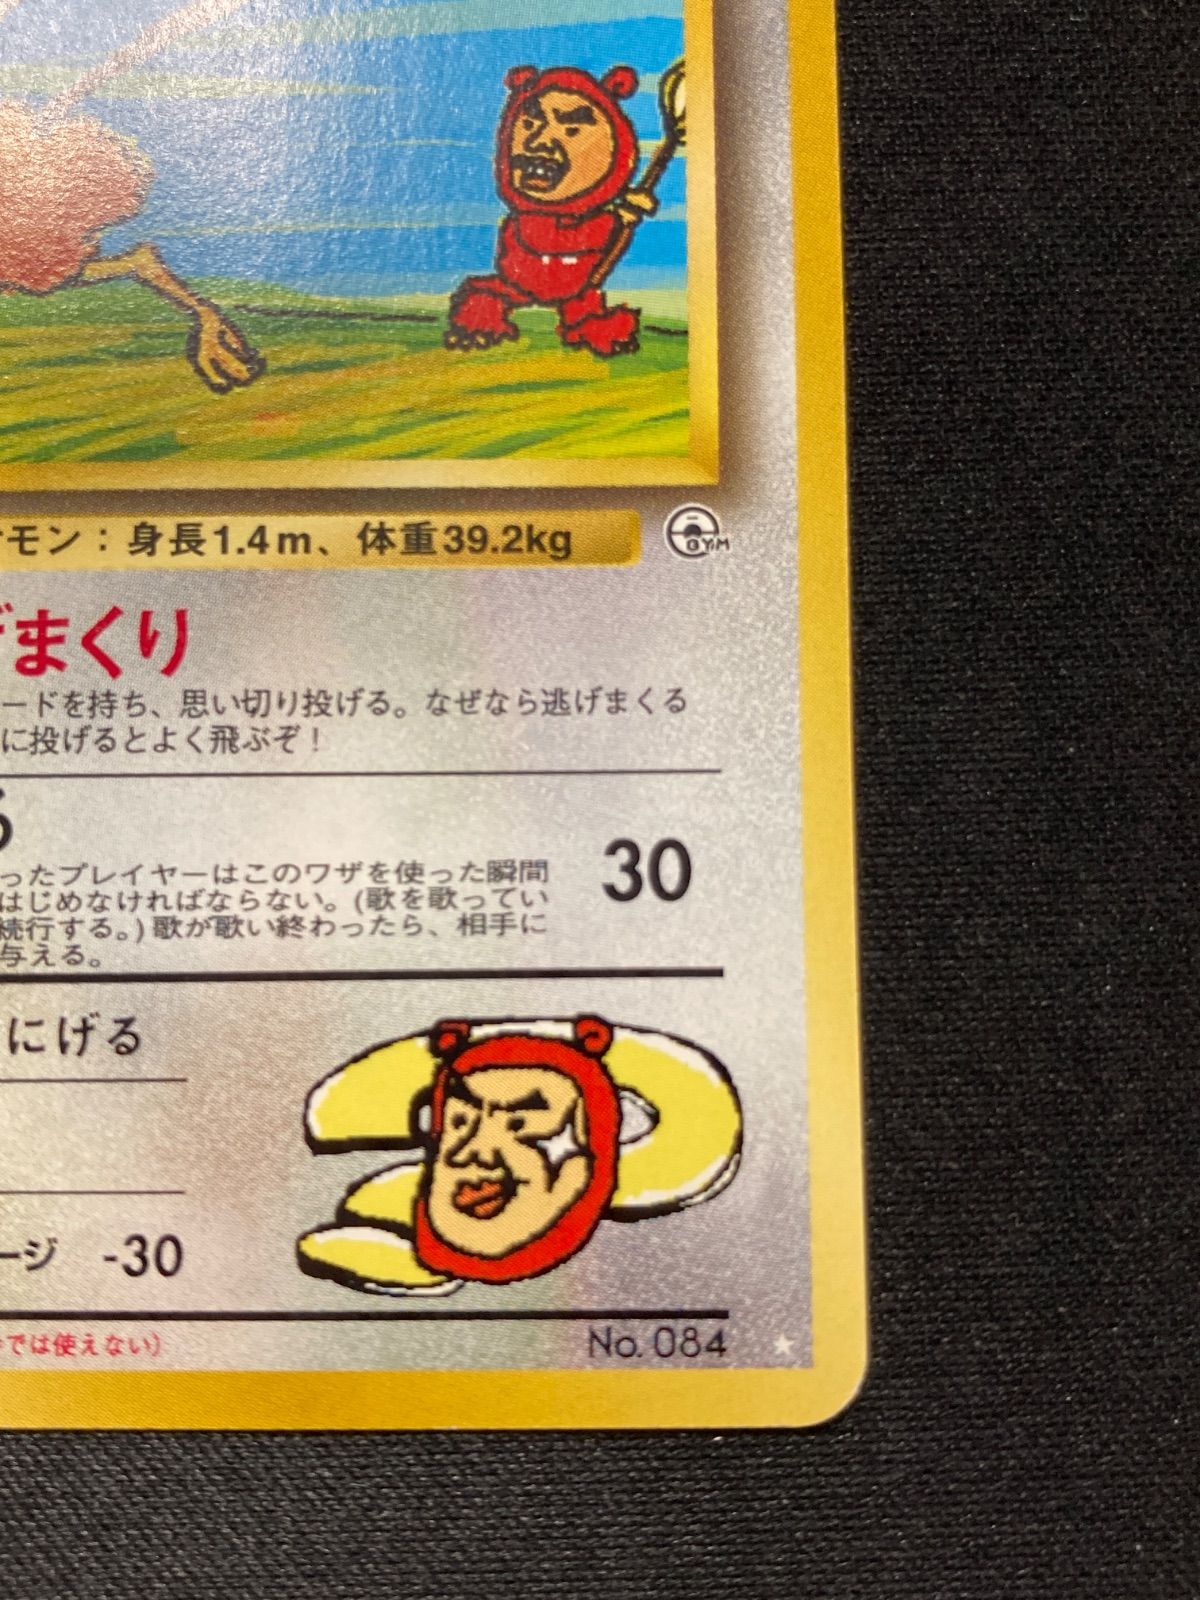 モン：身長1.4m、体重39.2kg
GYM
まくり
ードを持ち、思い切り投げる。なぜなら逃げまくる
に投げるとよく飛ぶぞ！
る
30
ったプレイヤーはこのワザを使った瞬間
はじめなければならない。(歌を歌ってい
続行する。)歌が歌い終わったら、相手に
与える。
にげる
ージ -30
では使えない)
No. 084